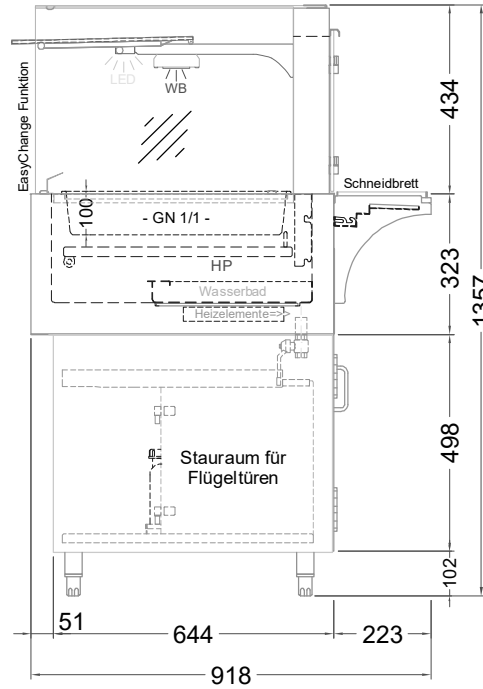 LED
WB
EasyChange Funktion
434
Schneidbrett
100
- GN 1/1 -
HP
Wasserbad
Heizelemente=>>
323
1357
Stauraum für
Flügeltüren
498
102
51
644
223
918